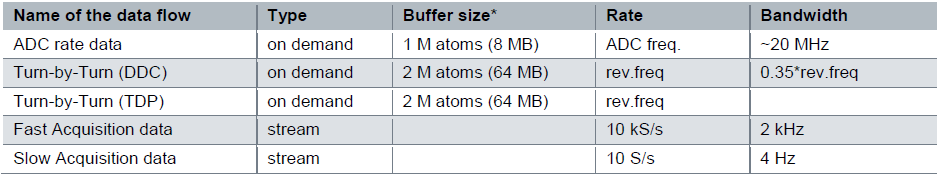 Name of the data flow Type Buffer size* Rate Bandwidth
ADC rate data on demand 1 M atoms (8 MB) ADC freq. ~20 MHz
Turn-by-Turn (DDC) on demand 2 M atoms (64 MB) rev.freq 0.35*rev.freq
Turn-by-Turn (TDP) on demand 2 M atoms (64 MB) rev.freq
Fast Acquisition data stream 10 kS/s 2 kHz
Slow Acquisition data stream 10 S/s 4 Hz